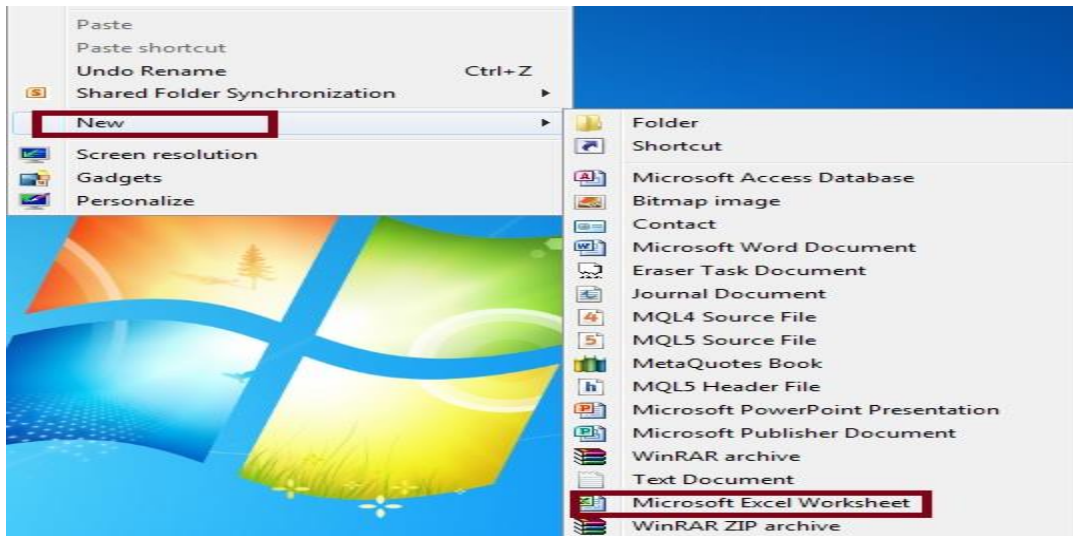 Paste
Paste shortcut
Undo Rename Ctrl+Z
Shared Folder Synchronization
New
Screen resolution
Gadgets
Personalize
Folder
Shortcut
Microsoft Access Database
Bitmap image
Contact
Microsoft Word Document
Eraser Task Document
Journal Document
MQL4 Source File
MQL5 Source File
MetaQuotes Book
MQL5 Header File
Microsoft PowerPoint Presentation
Microsoft Publisher Document
WinRAR archive
Text Document
Microsoft Excel Worksheet
WinRAR ZIP archive